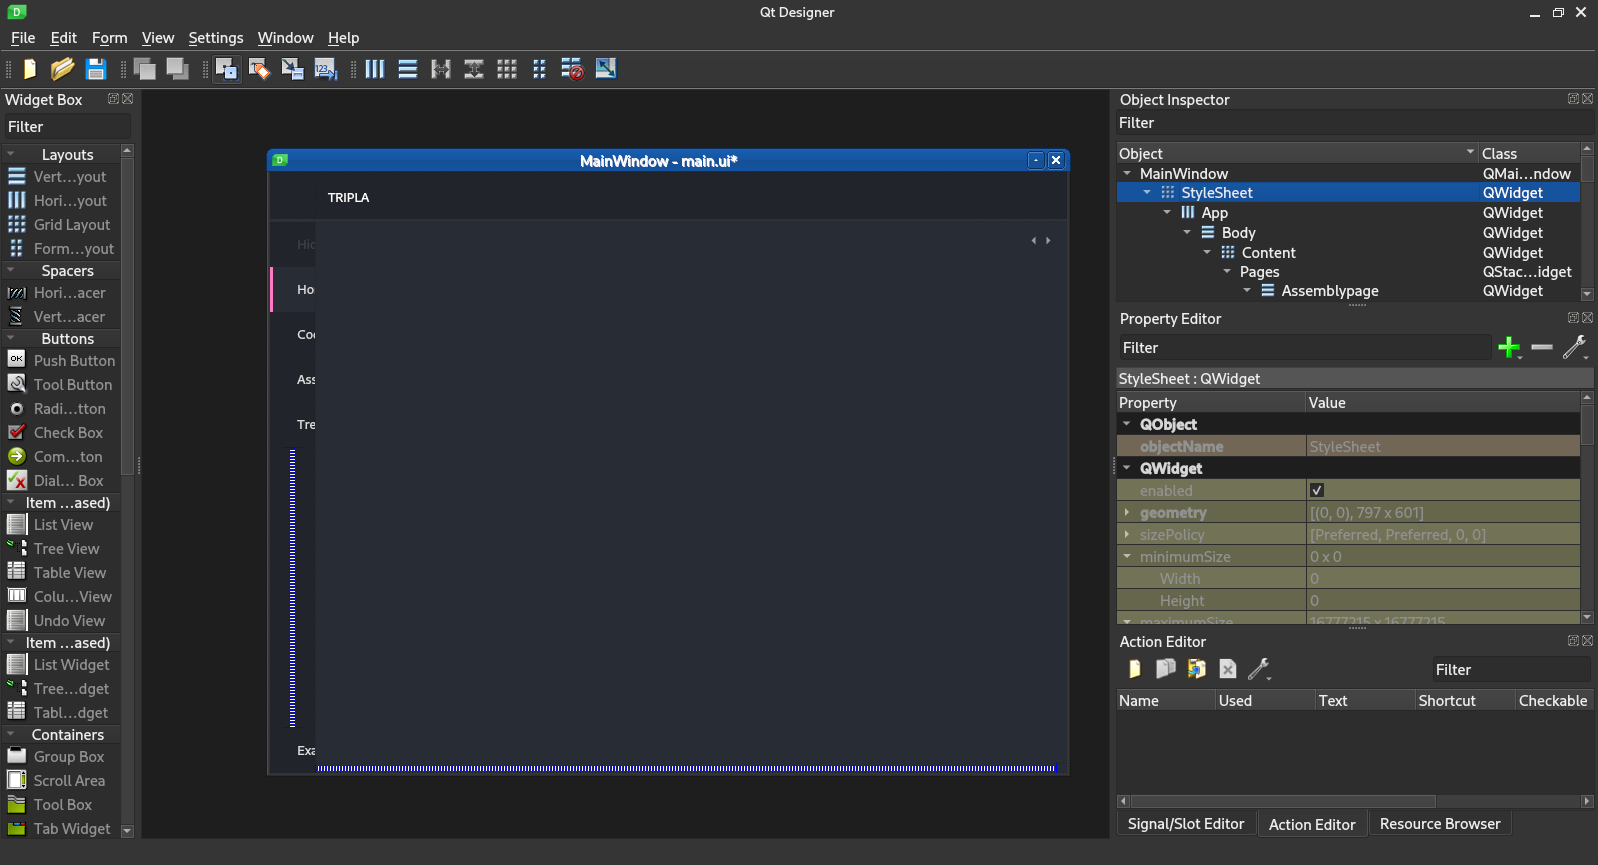 Qt Designer
File Edit Form View Settings Window Help
Widget Box
Filter
Layouts
Vert...yout
Hori...yout
Grid Layout
Form...yout
Spacers
Hori...acer
Vert...acer
Buttons
Push Button
Tool Button
Radi...tton
Check Box
Com...ton
Dial... Box
Item ...ased)
List View
Tree View
Table View
Colu...View
Undo View
Item ...ased)
List Widget
Tree...dget
Tabl...dget
Containers
Group Box
Scroll Area
Tool Box
Tab Widget
MainWindow - main.ui*
TRIPLA
Hic
Hor
Coc
Ass
Tre
Exa
Object Inspector
Filter
Object Class
MainWindow QMai...ndow
StyleSheet QWidget
App QWidget
Body QWidget
Content QWidget
Pages QStac...idget
Assemblypage QWidget
Property Editor
Filter
StyleSheet : QWidget
Property Value
QObject
objectName StyleSheet
QWidget
enabled
geometry [(0, 0), 797 x 601]
sizePolicy [Preferred, Preferred, 0, 0]
minimumSize 0 x 0
Width 0
Height 0
maximumSize 16777215 x 16777215
Action Editor
Filter
Name Used Text Shortcut Checkable
Signal/Slot Editor Action Editor Resource Browser